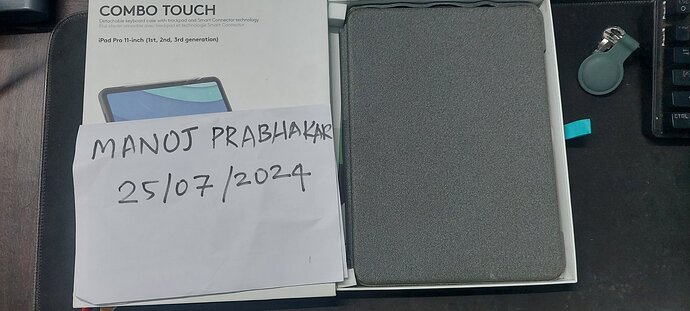 COMBO TOUCH
Detachable keyboard case with trackpad and Smart Connector technology
iPad Pro 11-inch (1st, 2nd, 3rd generation)
MANOJ PRABHAKAR
25/07/2024